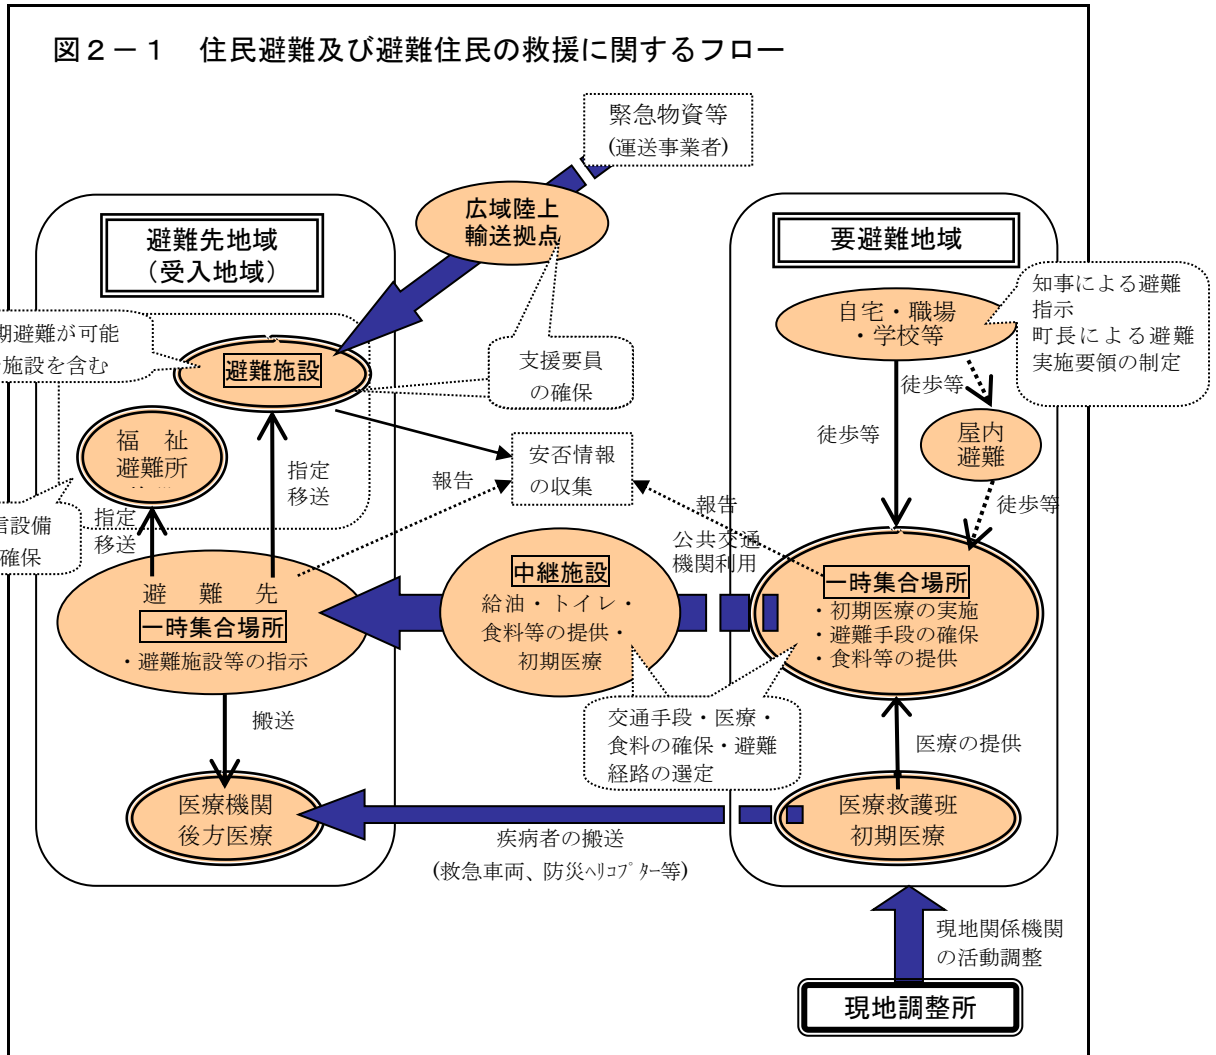 図２－１　住民避難及び避難住民の救援に関するフロー
緊急物資等
(運送事業者)
広域陸上
輸送拠点
避難先地域
（受入地域）
要避難地域
知事による避難
指示
町長による避難
実施要領の制定
自宅・職場
・学校等
期避難が可能
施設を含む
避難施設
支援要員
の確保
徒歩等
徒歩等
屋内
避難
福　祉
避難所
指定
移送
報告
安否情報
の収集
報告
徒歩等
信設備
確保
指定
移送
公共交通
機関利用
避　難　先
一時集合場所
・避難施設等の指示
中継施設
給油・トイレ・
食料等の提供・
初期医療
一時集合場所
・初期医療の実施
・避難手段の確保
・食料等の提供
搬送
交通手段・医療・
食料の確保・避難
経路の選定
医療の提供
医療機関
後方医療
医療救護班
初期医療
疾病者の搬送
(救急車両、防災ﾍﾘｺﾌﾟﾀｰ等)
現地関係機関
の活動調整
現地調整所